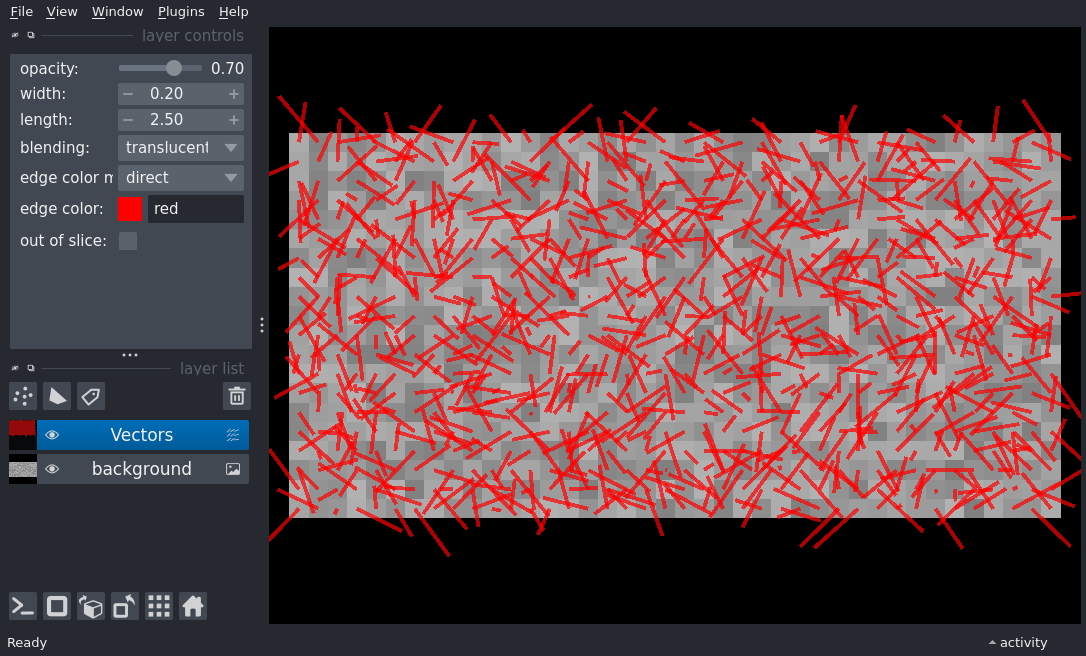 File View Window Plugins Help
layer controls
opacity: 0.70
width: − 0.20 +
length: − 2.50 +
blending: translucent
edge color m direct
edge color: red
out of slice:
layer list
Vectors
background
Ready activity